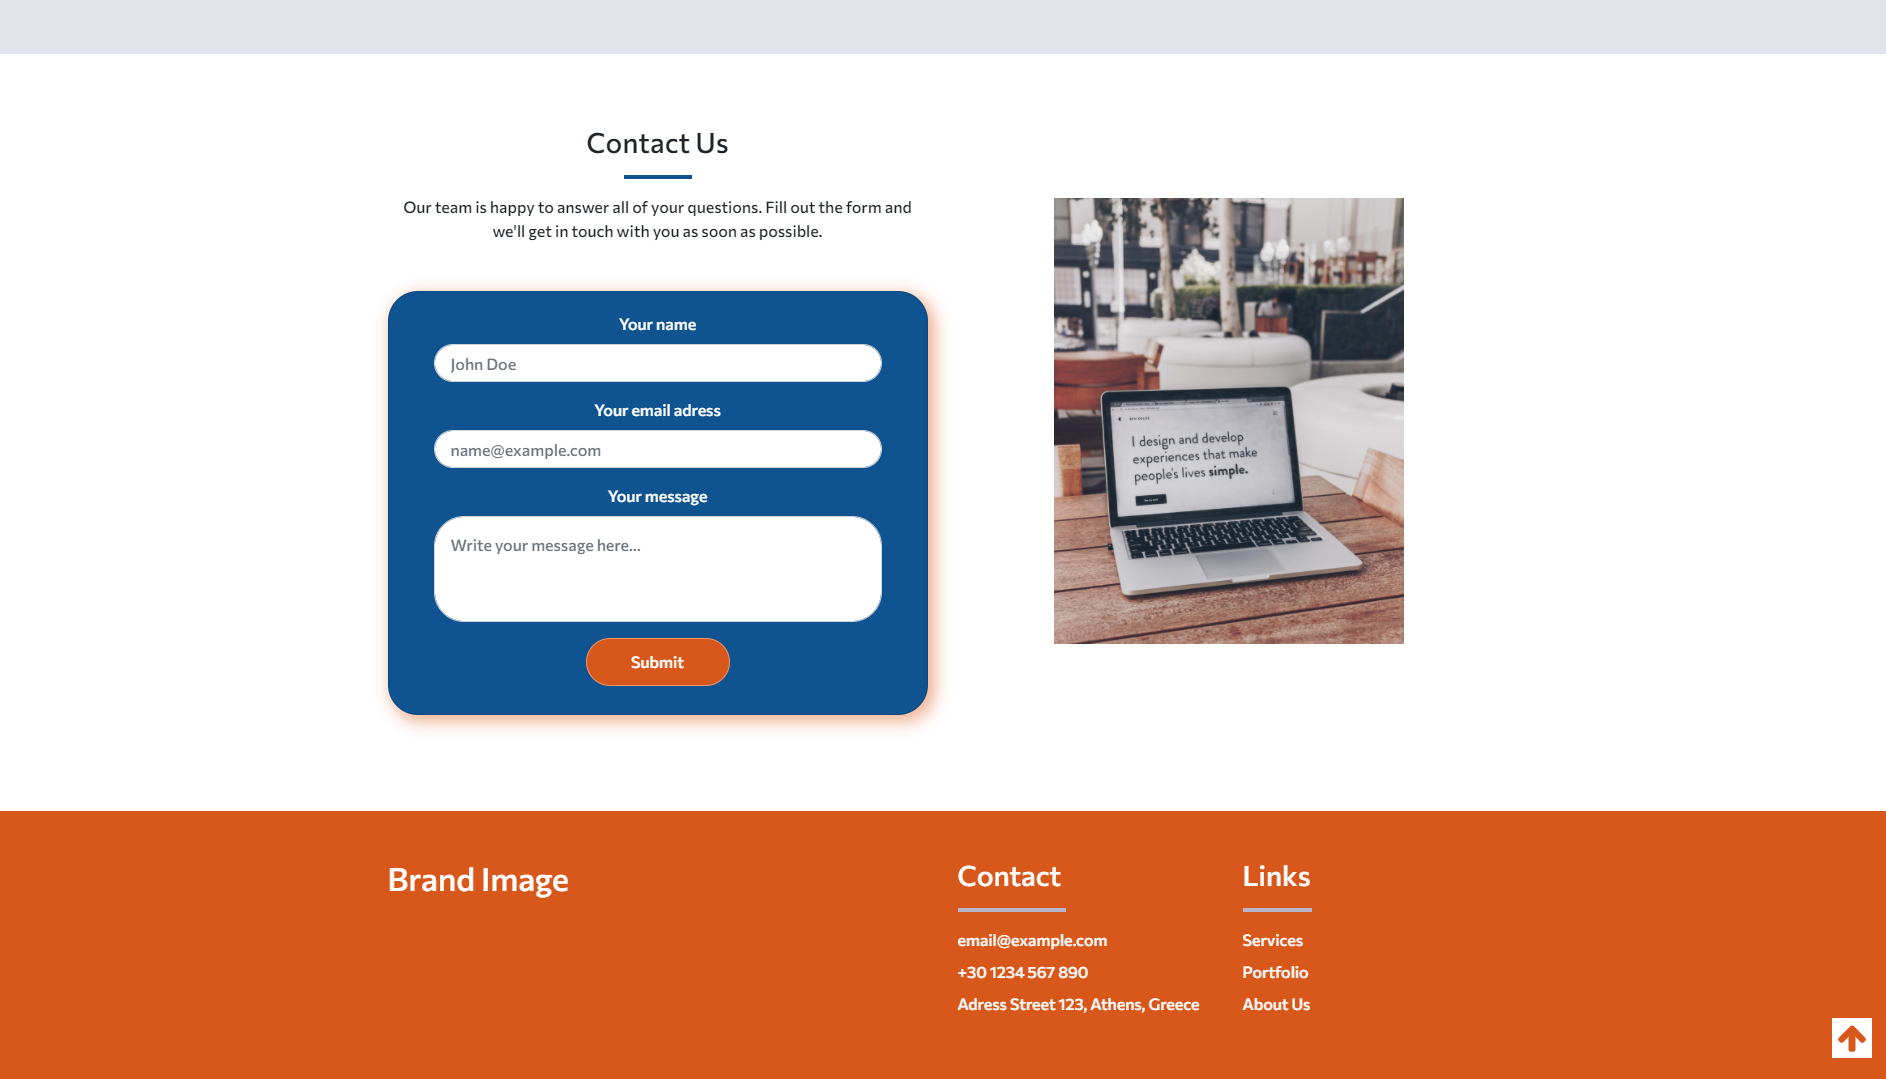 Contact Us
Our team is happy to answer all of your questions. Fill out the form and
we'll get in touch with you as soon as possible.
Your name
John Doe
Your email adress
name@example.com
Your message
Write your message here...
Submit
I design and develop
experiences that make
people's lives simple.
Brand Image
Contact
email@example.com
+30 1234 567 890
Adress Street 123, Athens, Greece
Links
Services
Portfolio
About Us